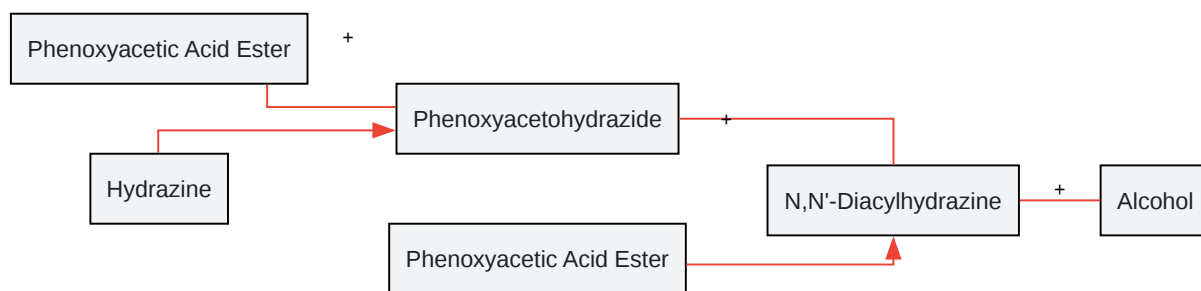 Phenoxyacetic Acid Ester
+
Phenoxyacetohydrazide
+
Hydrazine
N,N'-Diacylhydrazine
+
Alcohol
Phenoxyacetic Acid Ester